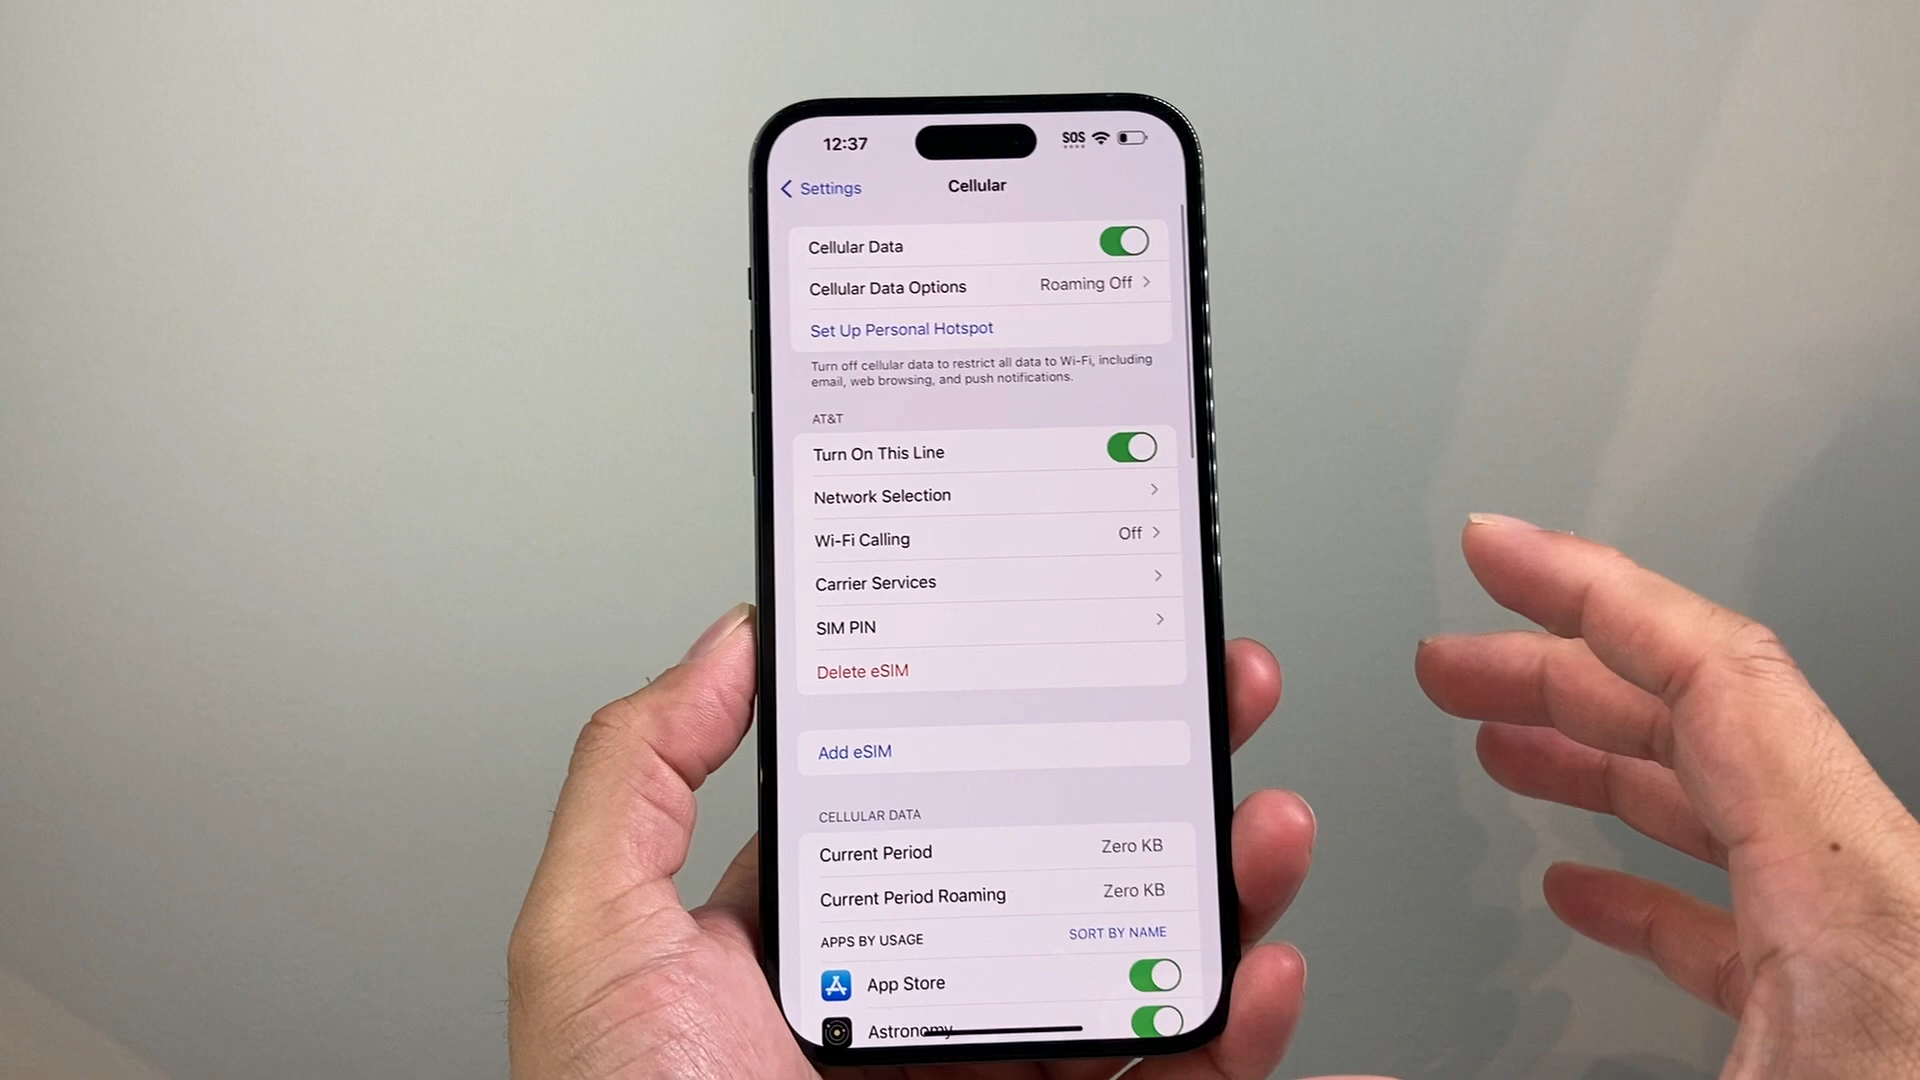 12:37 SOS
Settings Cellular
Cellular Data
Cellular Data Options Roaming Off
Set Up Personal Hotspot
Turn off cellular data to restrict all data to Wi-Fi, including
email, web browsing, and push notifications.
AT&T
Turn On This Line
Network Selection
Wi-Fi Calling Off
Carrier Services
SIM PIN
Delete eSIM
Add eSIM
CELLULAR DATA
Current Period Zero KB
Current Period Roaming Zero KB
APPS BY USAGE SORT BY NAME
App Store
Astronomy